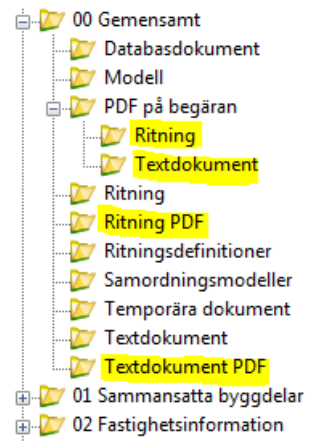 00 Gemensamt
Databasdokument
Modell
PDF på begäran
Ritning
Textdokument
Ritning
Ritning PDF
Ritningsdefinitioner
Samordningsmodeller
Temporära dokument
Textdokument
Textdokument PDF
01 Sammansatta byggdelar
02 Fastighetsinformation